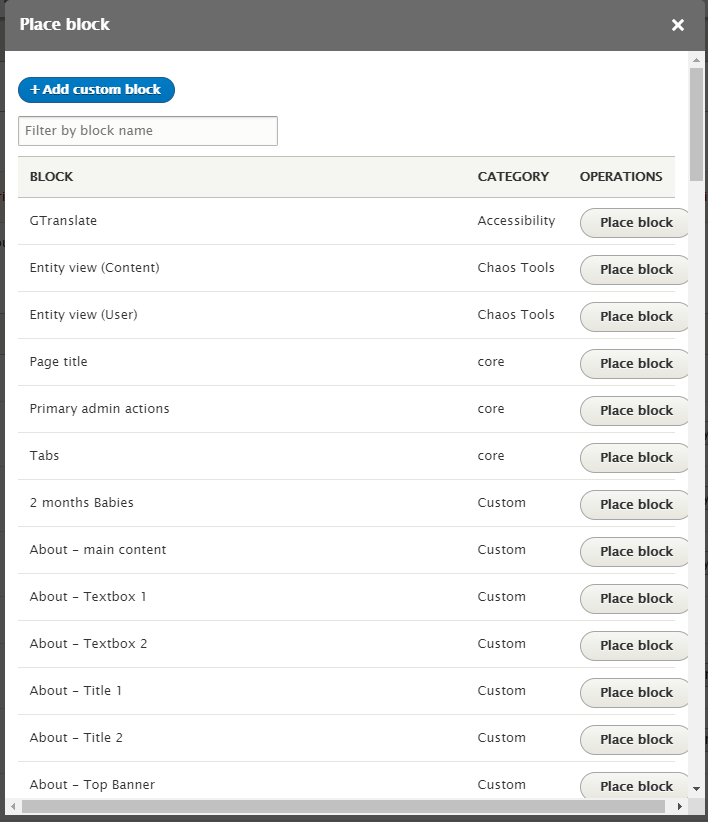 Place block
+ Add custom block
Filter by block name
BLOCK CATEGORY OPERATIONS
GTranslate Accessibility Place block
Entity view (Content) Chaos Tools Place block
Entity view (User) Chaos Tools Place block
Page title core Place block
Primary admin actions core Place block
Tabs core Place block
2 months Babies Custom Place block
About - main content Custom Place block
About - Textbox 1 Custom Place block
About - Textbox 2 Custom Place block
About - Title 1 Custom Place block
About - Title 2 Custom Place block
About - Top Banner Custom Place block